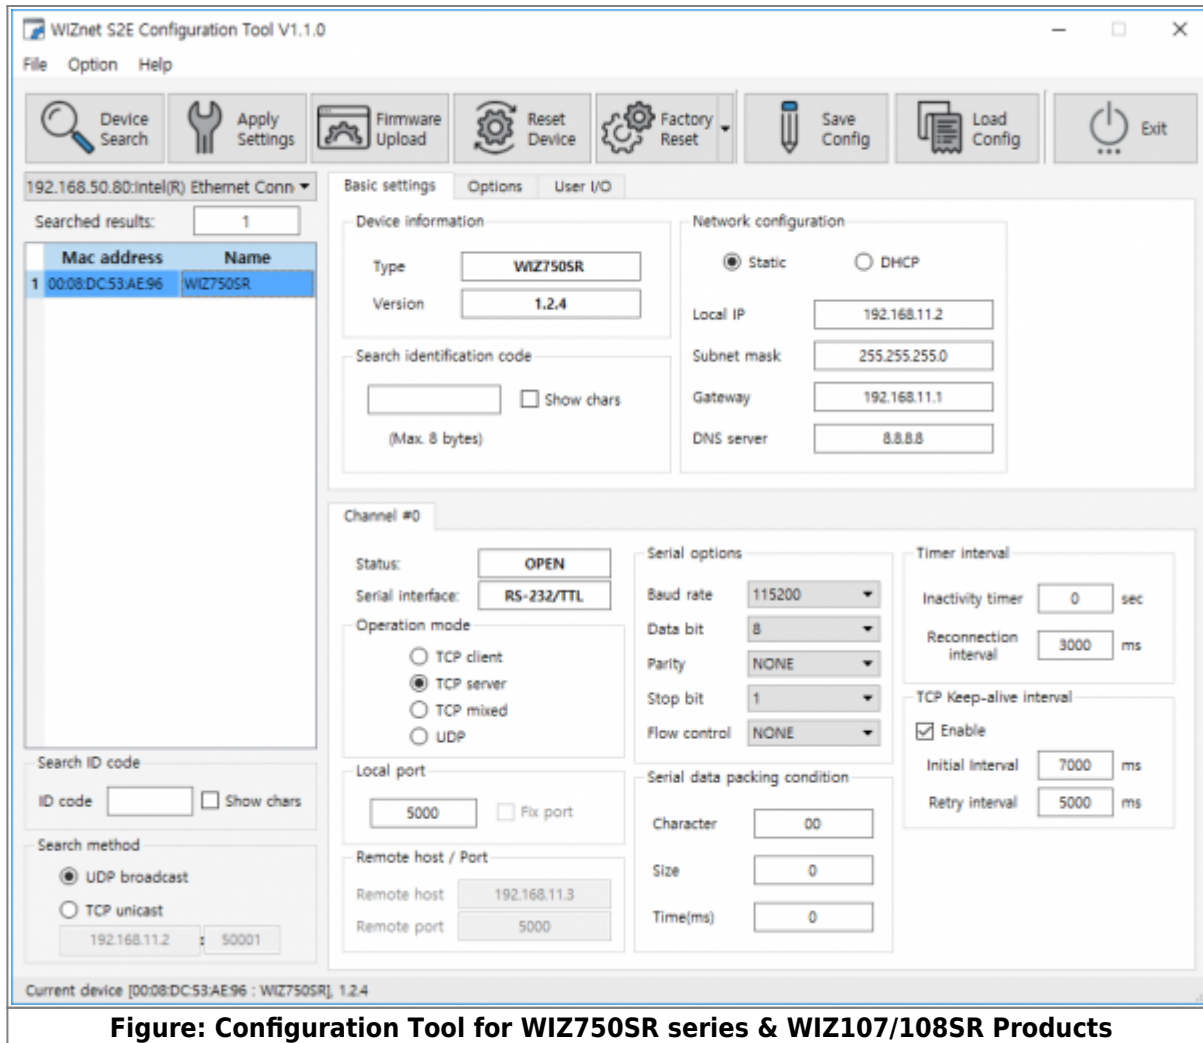 WIZnet S2E Configuration Tool V1.1.0
File Option Help
Device Search
Apply Settings
Firmware Upload
Reset Device
Factory Reset
Save Config
Load Config
Exit
192.168.50.80:Intel(R) Ethernet Conn
Searched results: 1
Mac address Name
1 00:08:DC:53:AE:96 WIZ750SR
Search ID code
ID code Show chars
Search method
UDP broadcast
TCP unicast
192.168.11.2 : 50001
Basic settings Options User I/O
Device information
Type WIZ750SR
Version 1.2.4
Search identification code
Show chars
(Max. 8 bytes)
Network configuration
Static DHCP
Local IP 192.168.11.2
Subnet mask 255.255.255.0
Gateway 192.168.11.1
DNS server 8.8.8.8
Channel #0
Status: OPEN
Serial interface: RS-232/TTL
Operation mode
TCP client
TCP server
TCP mixed
UDP
Local port
5000 Fix port
Remote host / Port
Remote host 192.168.11.3
Remote port 5000
Serial options
Baud rate 115200
Data bit 8
Parity NONE
Stop bit 1
Flow control NONE
Serial data packing condition
Character 00
Size 0
Time(ms) 0
Timer interval
Inactivity timer 0 sec
Reconnection interval 3000 ms
TCP Keep-alive interval
Enable
Initial Interval 7000 ms
Retry interval 5000 ms
Current device [00:08:DC:53:AE:96 : WIZ750SR], 1.2.4
Figure: Configuration Tool for WIZ750SR series & WIZ107/108SR Products